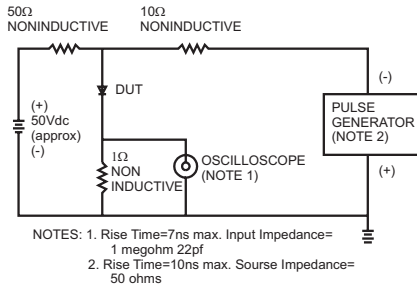 50Ω
NONINDUCTIVE
10Ω
NONINDUCTIVE
(+)
50Vdc
(approx)
(-)
DUT
1Ω
NON
INDUCTIVE
OSCILLOSCOPE
(NOTE 1)
(-)
PULSE
GENERATOR
(NOTE 2)
(+)
NOTES: 1. Rise Time=7ns max. Input Impedance=
1 megohm 22pf
2. Rise Time=10ns max. Sourse Impedance=
50 ohms